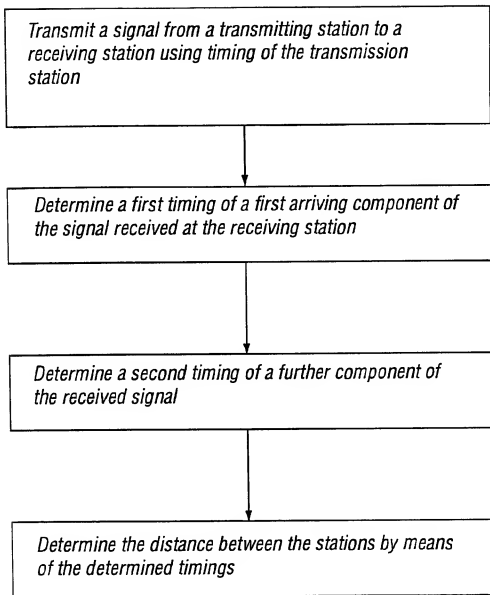 Transmit a signal from a transmitting station to a
receiving station using timing of the transmission
station
Determine a first timing of a first arriving component of
the signal received at the receiving station
Determine a second timing of a further component of
the received signal
Determine the distance between the stations by means
of the determined timings